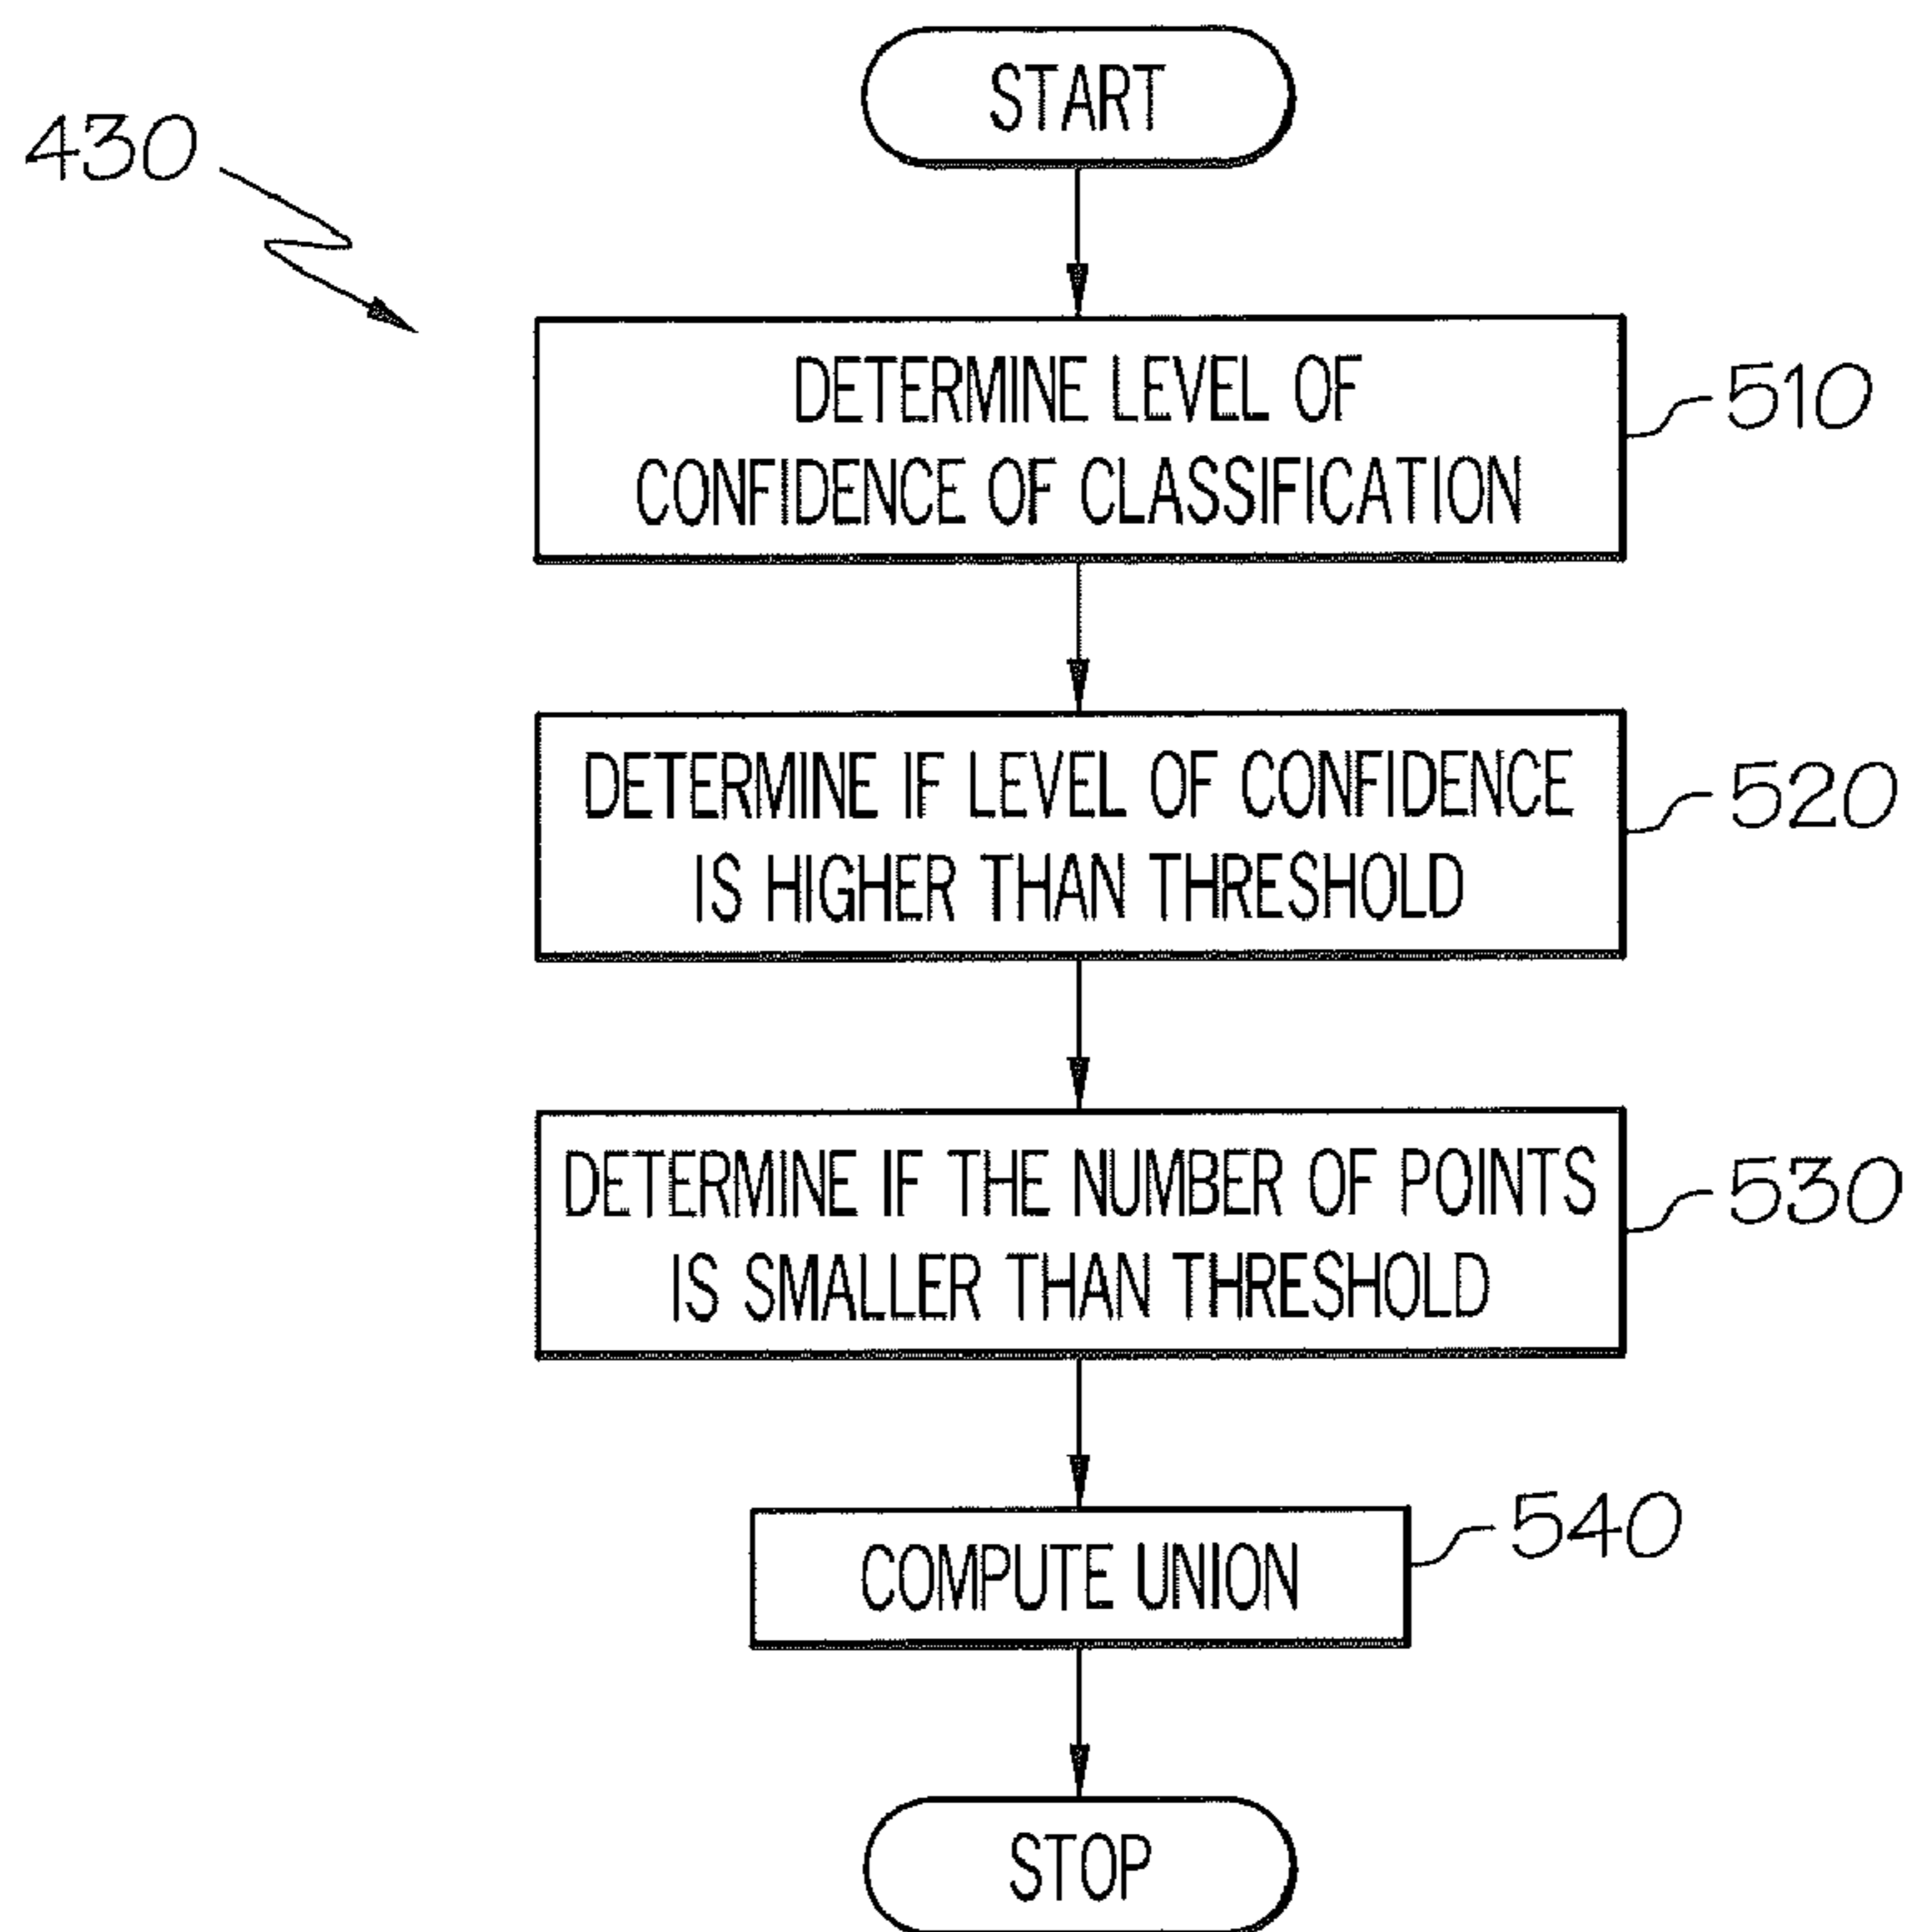 START
430
DETERMINE LEVEL OF
CONFIDENCE OF CLASSIFICATION
510
DETERMINE IF LEVEL OF CONFIDENCE
IS HIGHER THAN THRESHOLD
520
DETERMINE IF THE NUMBER OF POINTS
IS SMALLER THAN THRESHOLD
530
COMPUTE UNION
540
STOP